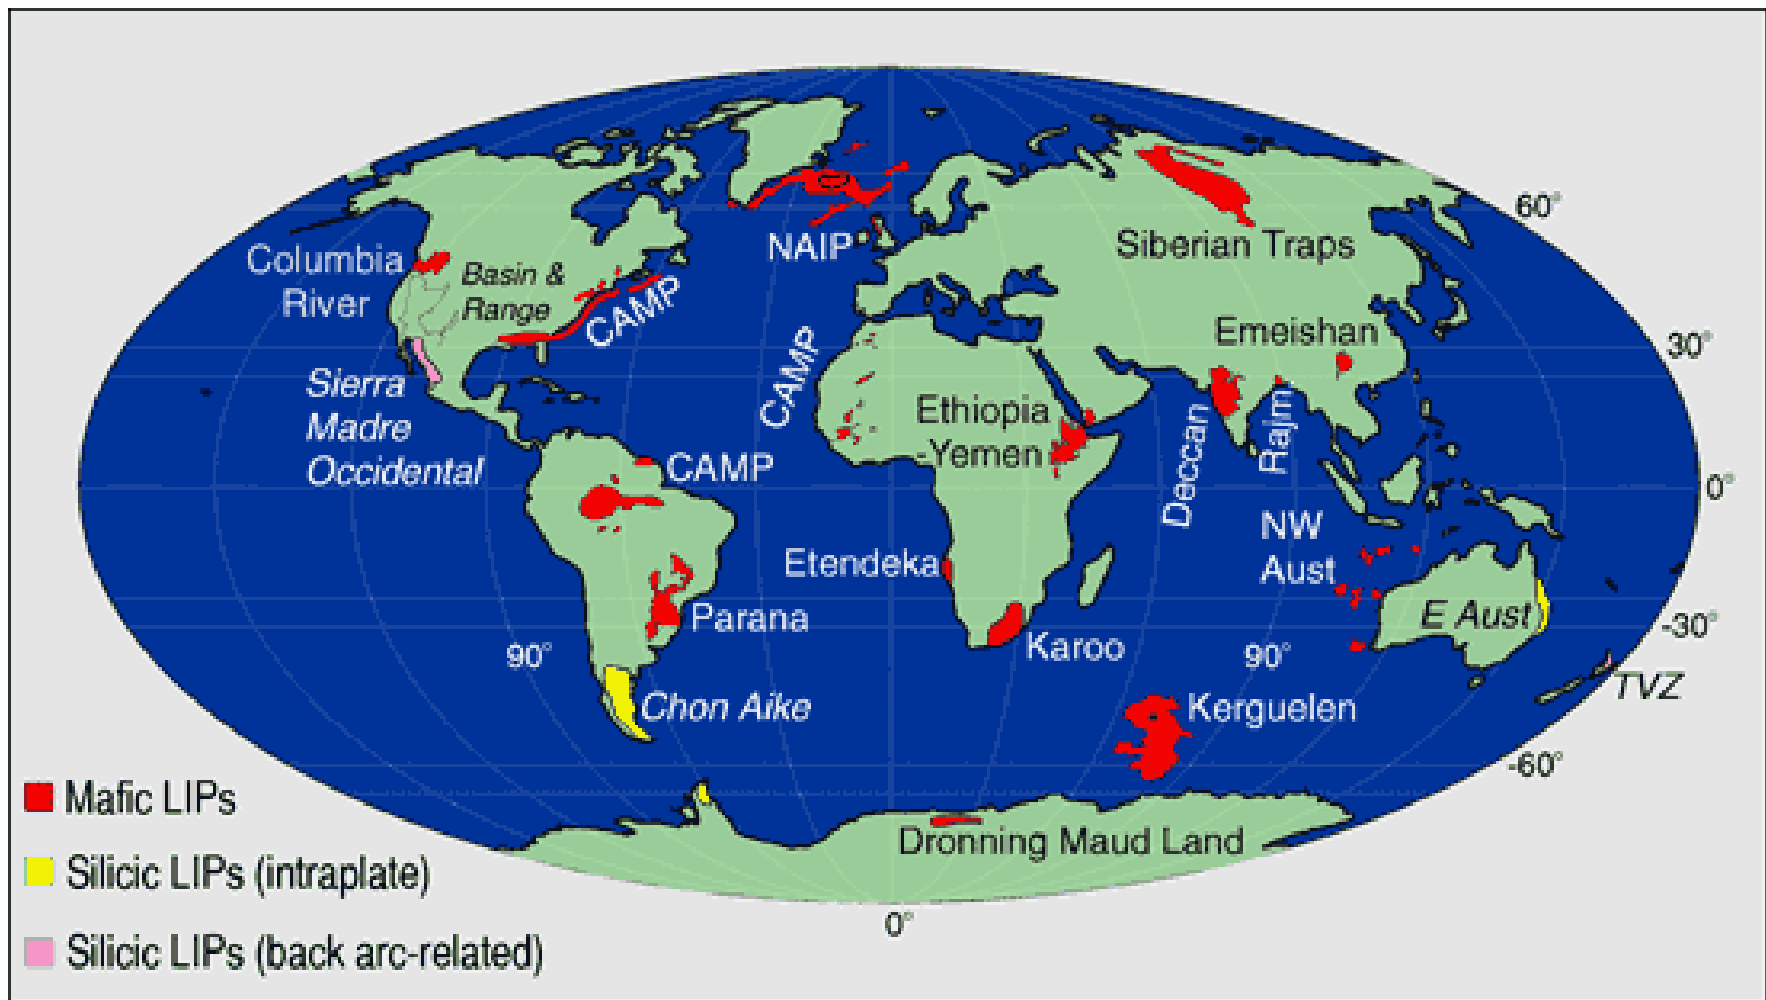 60°
NAIP
Siberian Traps
Columbia
River
Basin &
Range
CAMP
Emeishan
30°
CAMP
Sierra
Madre
Occidental
Ethiopia
-Yemen
Deccan
Rajm
CAMP
0°
NW
Aust
Etendeka
Parana
E Aust
-30°
Karoo
90°
90°
TVZ
Chon Aike
Kerguelen
-60°
Mafic LIPs
Dronning Maud Land
Silicic LIPs (intraplate)
0°
Silicic LIPs (back arc-related)